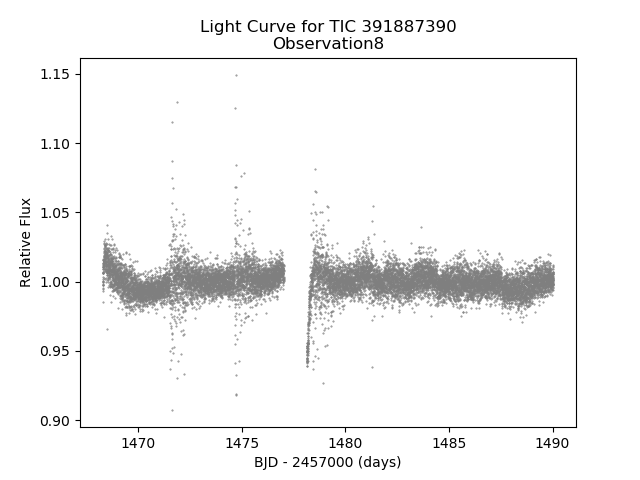 Light Curve for TIC 391887390
Observation8
1.15
1.10
1.05
1.00
0.95
0.90
Relative Flux
1470
1475
1480
1485
1490
BJD - 2457000 (days)